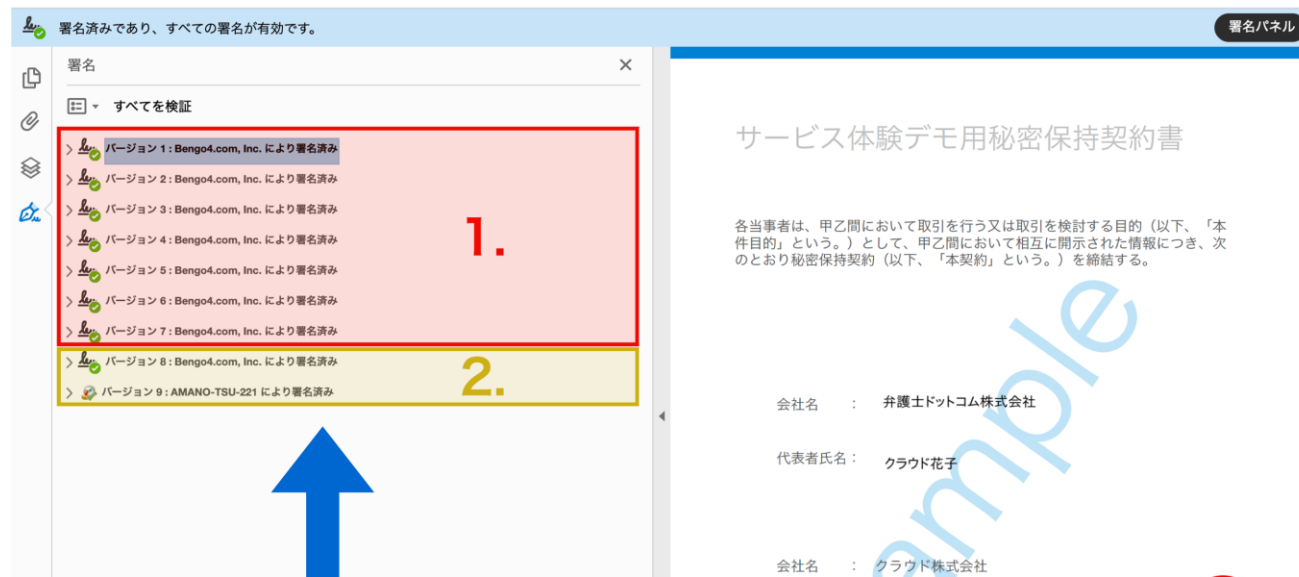 署名済みであり、すべての署名が有効です。
署名パネル
署名
すべてを検証
バージョン 1 : Bengo4.com, Inc. により署名済み
バージョン 2 : Bengo4.com, Inc. により署名済み
バージョン 3 : Bengo4.com, Inc. により署名済み
バージョン 4 : Bengo4.com, Inc. により署名済み
バージョン 5 : Bengo4.com, Inc. により署名済み
バージョン 6 : Bengo4.com, Inc. により署名済み
バージョン 7 : Bengo4.com, Inc. により署名済み
1.
バージョン 8 : Bengo4.com, Inc. により署名済み
バージョン 9 : AMANO-TSU-221 により署名済み
2.
サービス体験デモ用秘密保持契約書
各当事者は、甲乙間において取引を行う又は取引を検討する目的（以下、「本
件目的」という。）として、甲乙間において相互に開示された情報につき、次
のとおり秘密保持契約（以下、「本契約」という。）を締結する。
会社名 : 弁護士ドットコム株式会社
代表者氏名 : クラウド花子
会社名 : クラウド株式会社
ample